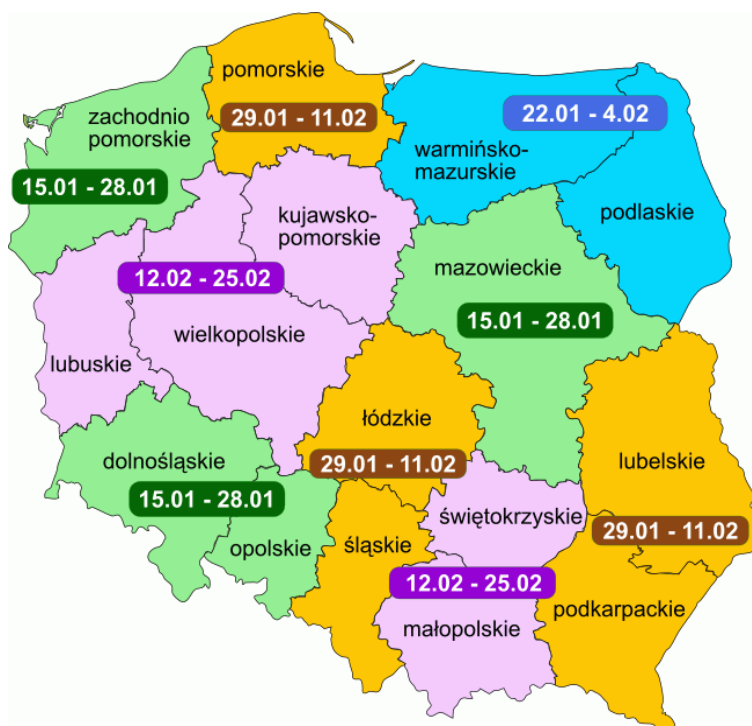 pomorskie
29.01 - 11.02
zachodnio
pomorskie
15.01 - 28.01
22.01 - 4.02
warmińsko-
mazurskie
podlaskie
kujawsko-
pomorskie
12.02 - 25.02
wielkopolskie
lubuskie
mazowieckie
15.01 - 28.01
łódzkie
29.01 - 11.02
dolnośląskie
15.01 - 28.01
opolskie
śląskie
lubelskie
29.01 - 11.02
świętokrzyskie
12.02 - 25.02
małopolskie
podkarpackie